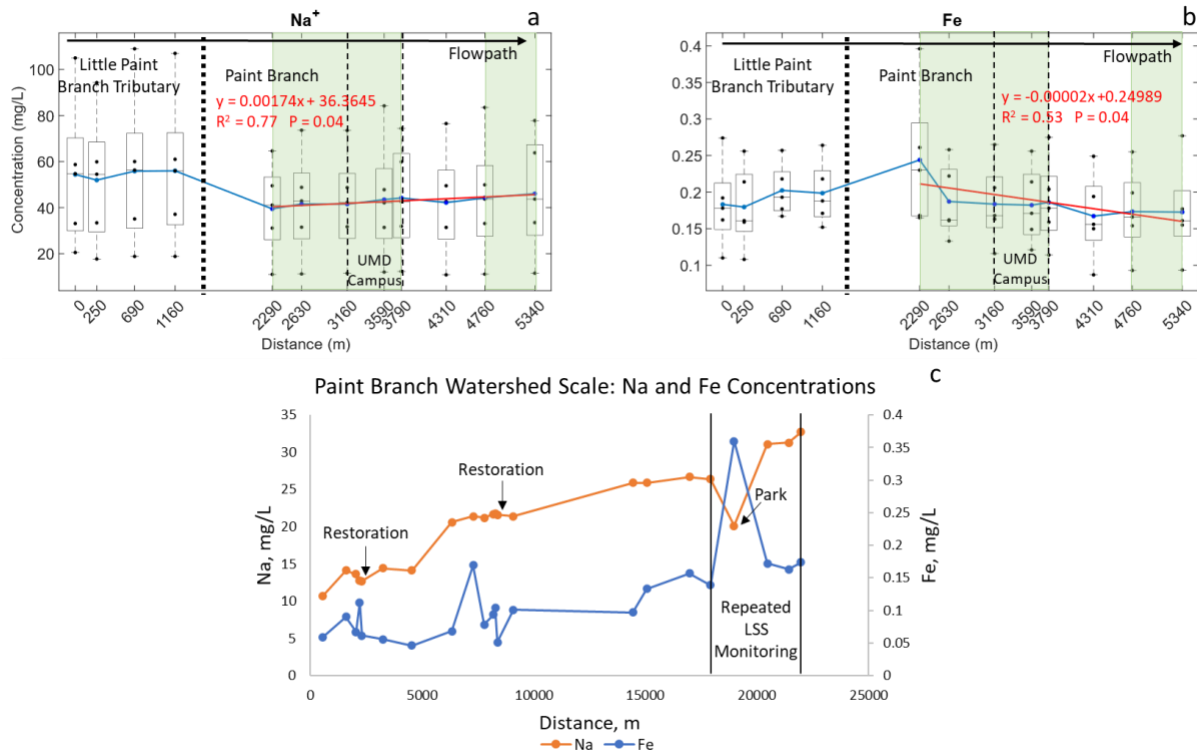 Na+
a
Concentration (mg/L)
100
80
60
40
20
Flowpath
Little Paint
Branch Tributary
Paint Branch
y = 0.00174x + 36.3645
R² = 0.77 P = 0.04
UMD
Campus
0
250
690
1160
2290
2630
3160
3590
3790
4310
4760
5340
Distance (m)
Fe
b
0.4
0.35
0.3
0.25
0.2
0.15
0.1
Flowpath
Little Paint
Branch Tributary
Paint Branch
y = -0.00002x+0.24989
R² = 0.53 P = 0.04
UMD
Campus
0
250
690
1160
2290
2630
3160
3590
3790
4310
4760
5340
Distance (m)
c
Paint Branch Watershed Scale: Na and Fe Concentrations
Na, mg/L
35
30
25
20
15
10
5
0
Restoration
Restoration
Park
Repeated
LSS
Monitoring
0.4
0.35
0.3
0.25
0.2
0.15
0.1
0.05
0
Fe, mg/L
0
5000
10000
15000
20000
25000
Distance, m
Na
Fe